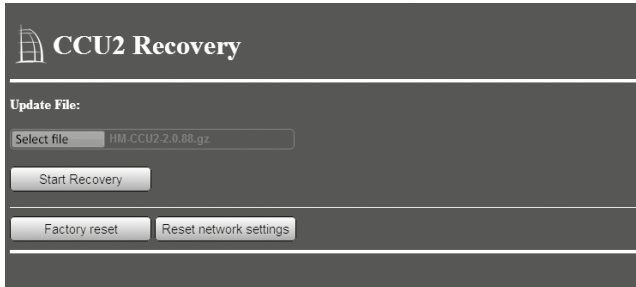 CCU2 Recovery
Update File:
Select file HM-CCU2-2.0.88.gz
Start Recovery
Factory reset Reset network settings